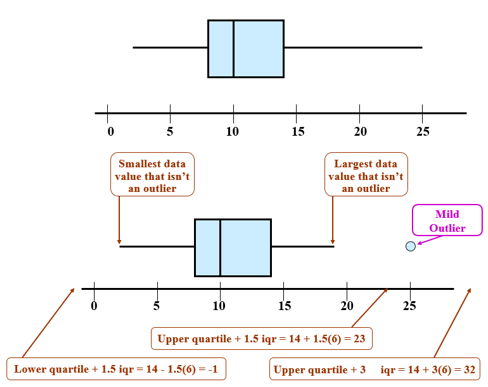 0 5 10 15 20 25
Smallest data
value that isn't
an outlier
Largest data
value that isn't
an outlier
Mild
Outlier
0 5 10 15 20 25
Upper quartile + 1.5 iqr = 14 + 1.5(6) = 23
Lower quartile + 1.5 iqr = 14 - 1.5(6) = -1
Upper quartile + 3 iqr = 14 + 3(6) = 32